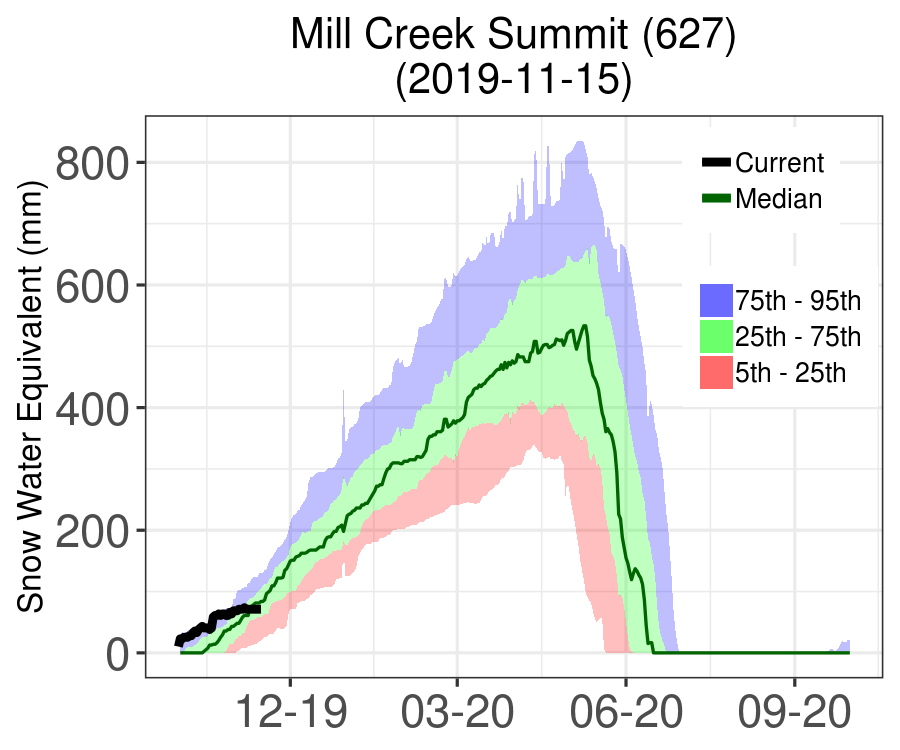 Mill Creek Summit (627)
(2019-11-15)
Snow Water Equivalent (mm)
800
600
400
200
0
12-19
03-20
06-20
09-20
Current
Median
75th - 95th
25th - 75th
5th - 25th